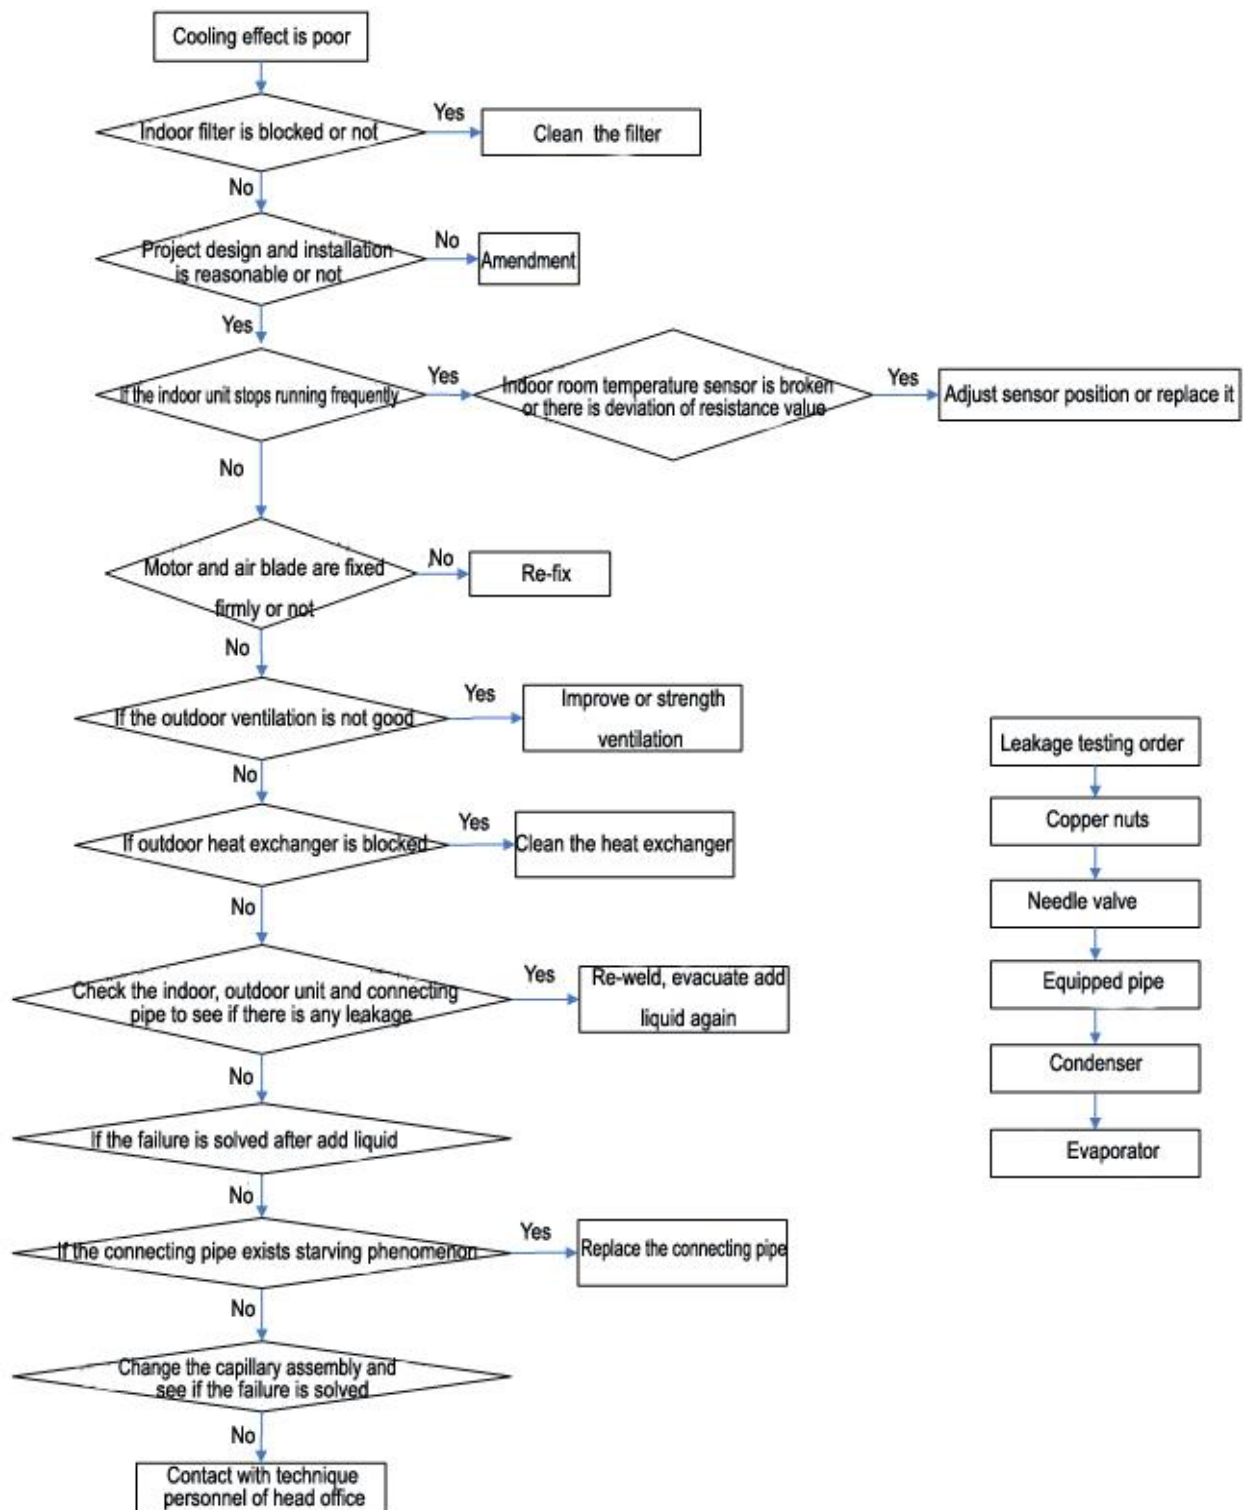 Cooling effect is poor
Indoor filter is blocked or not
Yes
Clean the filter
No
Project design and installation
is reasonable or not
No
Amendment
Yes
If the indoor unit stops running frequently
Yes
Indoor room temperature sensor is broken
or there is deviation of resistance value
Yes
Adjust sensor position or replace it
No
Motor and air blade are fixed
firmly or not
No
Re-fix
No
If the outdoor ventilation is not good
Yes
Improve or strength
ventilation
No
If outdoor heat exchanger is blocked
Yes
Clean the heat exchanger
No
Check the indoor, outdoor unit and connecting
pipe to see if there is any leakage
Yes
Re-weld, evacuate add
liquid again
No
If the failure is solved after add liquid
No
If the connecting pipe exists starving phenomenon
Yes
Replace the connecting pipe
No
Change the capillary assembly and
see if the failure is solved
No
Contact with technique
personnel of head office
Leakage testing order
Copper nuts
Needle valve
Equipped pipe
Condenser
Evaporator